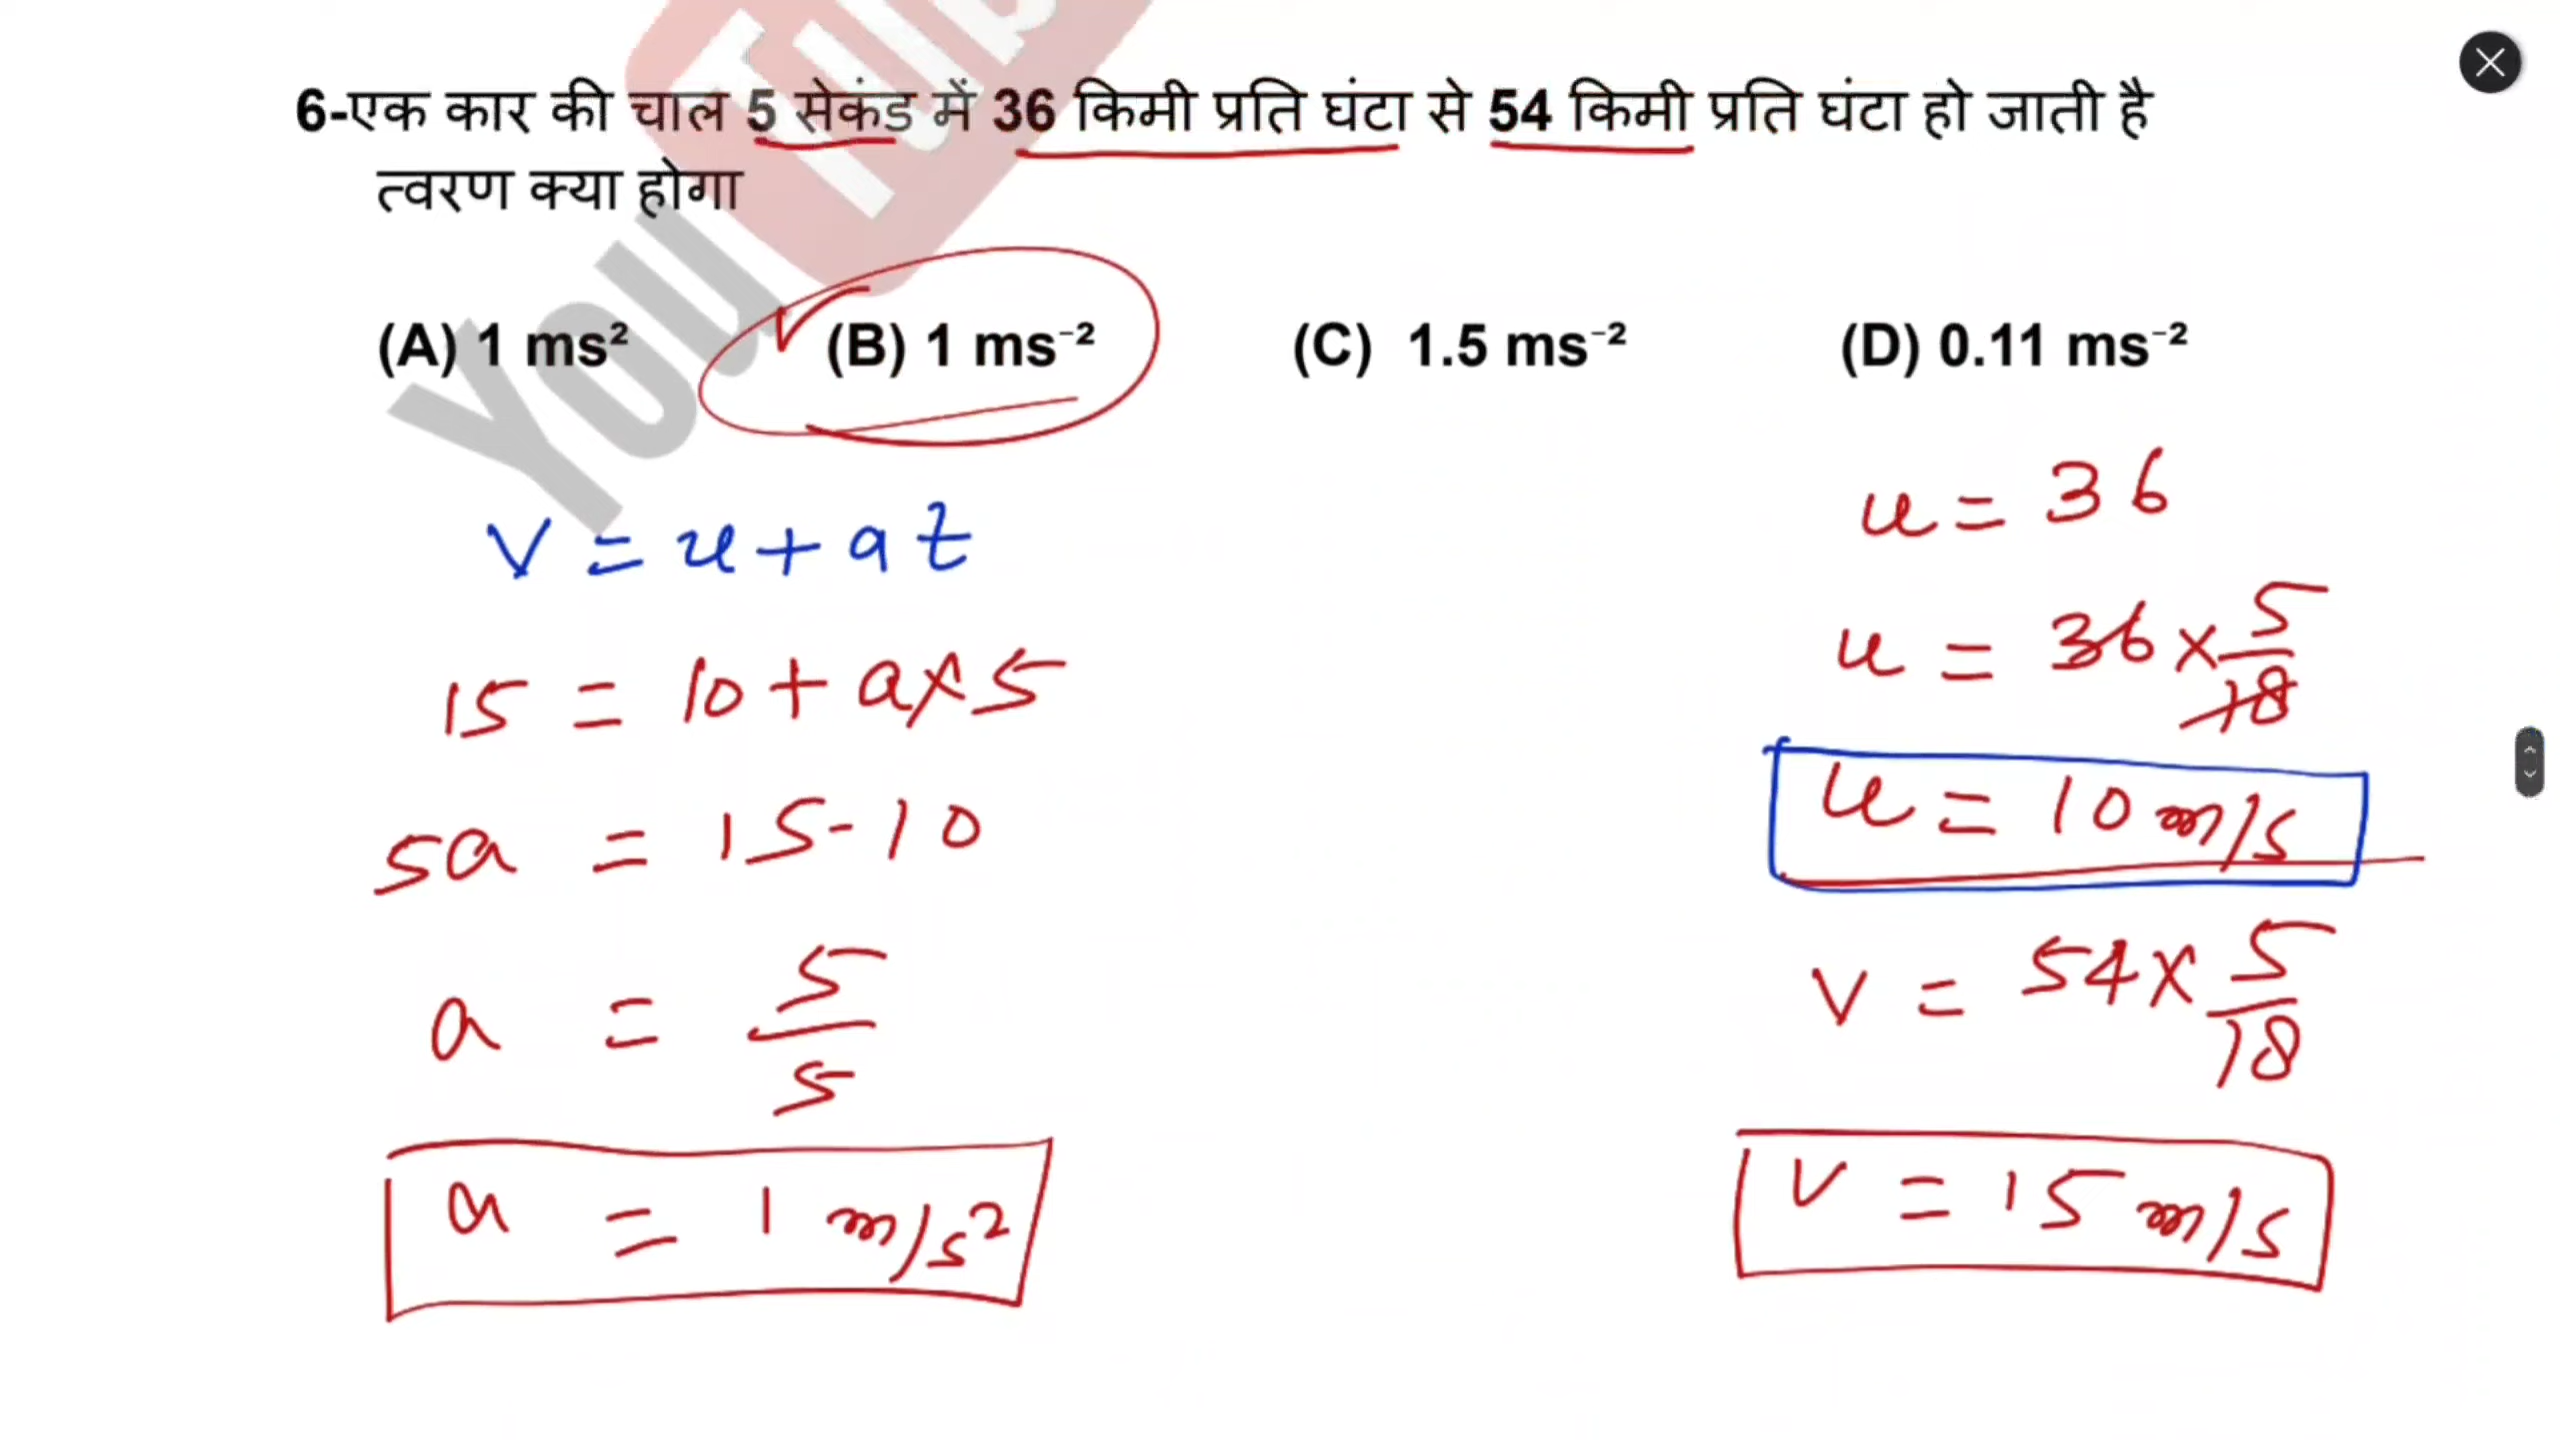 6-एक कार की चाल 5 सेकंड में 36 किमी प्रति घंटा से 54 किमी प्रति घंटा हो जाती है
त्वरण क्या होगा
(A) 1 ms² (B) 1 ms⁻² (C) 1.5 ms⁻² (D) 0.11 ms⁻²
v = u + at
15 = 10 + a×5
5a = 15-10
a = 5/5
a = 1 m/s²
u = 36
u = 36 × 5/18
u = 10 m/s
v = 54 × 5/18
v = 15 m/s
YouTub